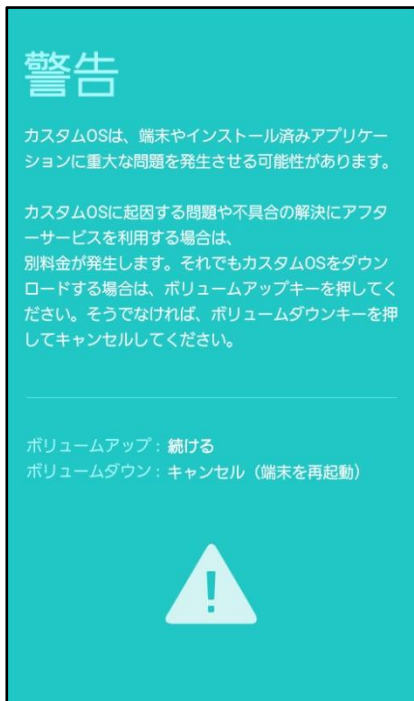 警告
カスタムOSは、端末やインストール済みアプリケー
ションに重大な問題を発生させる可能性があります。
カスタムOSに起因する問題や不具合の解決にアフタ
ーサービスを利用する場合は、
別料金が発生します。それでもカスタムOSをダウン
ロードする場合は、ボリュームアップキーを押してく
ださい。そうでなければ、ボリュームダウンキーを押
してキャンセルしてください。
ボリュームアップ : 続ける
ボリュームダウン : キャンセル（端末を再起動）